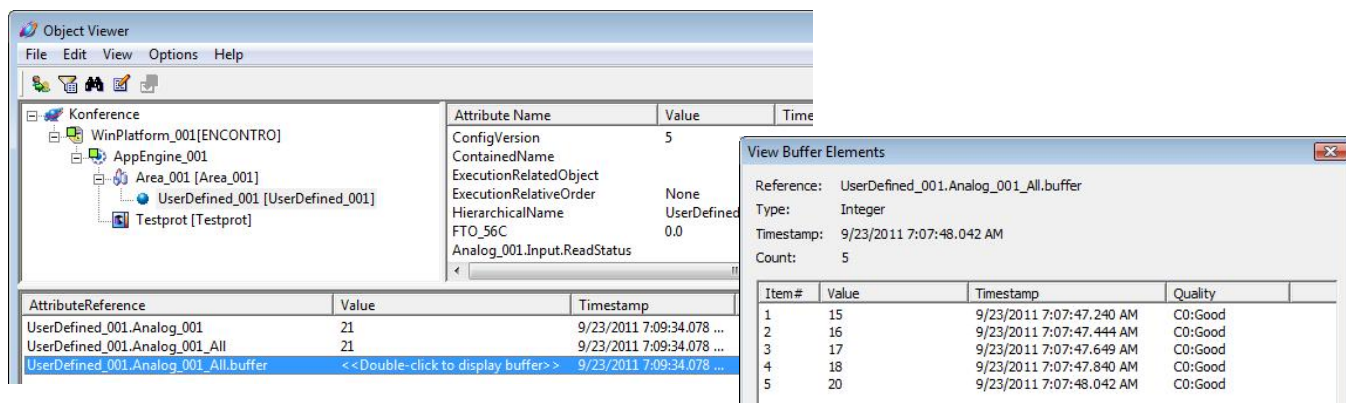 Object Viewer
File Edit View Options Help
Konference
WinPlatform_001[ENCONTRO]
AppEngine_001
Area_001 [Area_001]
UserDefined_001 [UserDefined_001]
Testprot [Testprot]
Attribute Name Value Time
ConfigVersion 5
ContainedName
ExecutionRelatedObject
ExecutionRelativeOrder None
HierarchicalName UserDefined
FTO_56C 0.0
Analog_001.Input.ReadStatus
AttributeReference Value Timestamp
UserDefined_001.Analog_001 21 9/23/2011 7:09:34.078 ...
UserDefined_001.Analog_001_All 21 9/23/2011 7:09:34.078 ...
UserDefined_001.Analog_001_All.buffer <<Double-click to display buffer>> 9/23/2011 7:09:34.078 ...
View Buffer Elements
Reference: UserDefined_001.Analog_001_All.buffer
Type: Integer
Timestamp: 9/23/2011 7:07:48.042 AM
Count: 5
Item# Value Timestamp Quality
1 15 9/23/2011 7:07:47.240 AM C0:Good
2 16 9/23/2011 7:07:47.444 AM C0:Good
3 17 9/23/2011 7:07:47.649 AM C0:Good
4 18 9/23/2011 7:07:47.840 AM C0:Good
5 20 9/23/2011 7:07:48.042 AM C0:Good